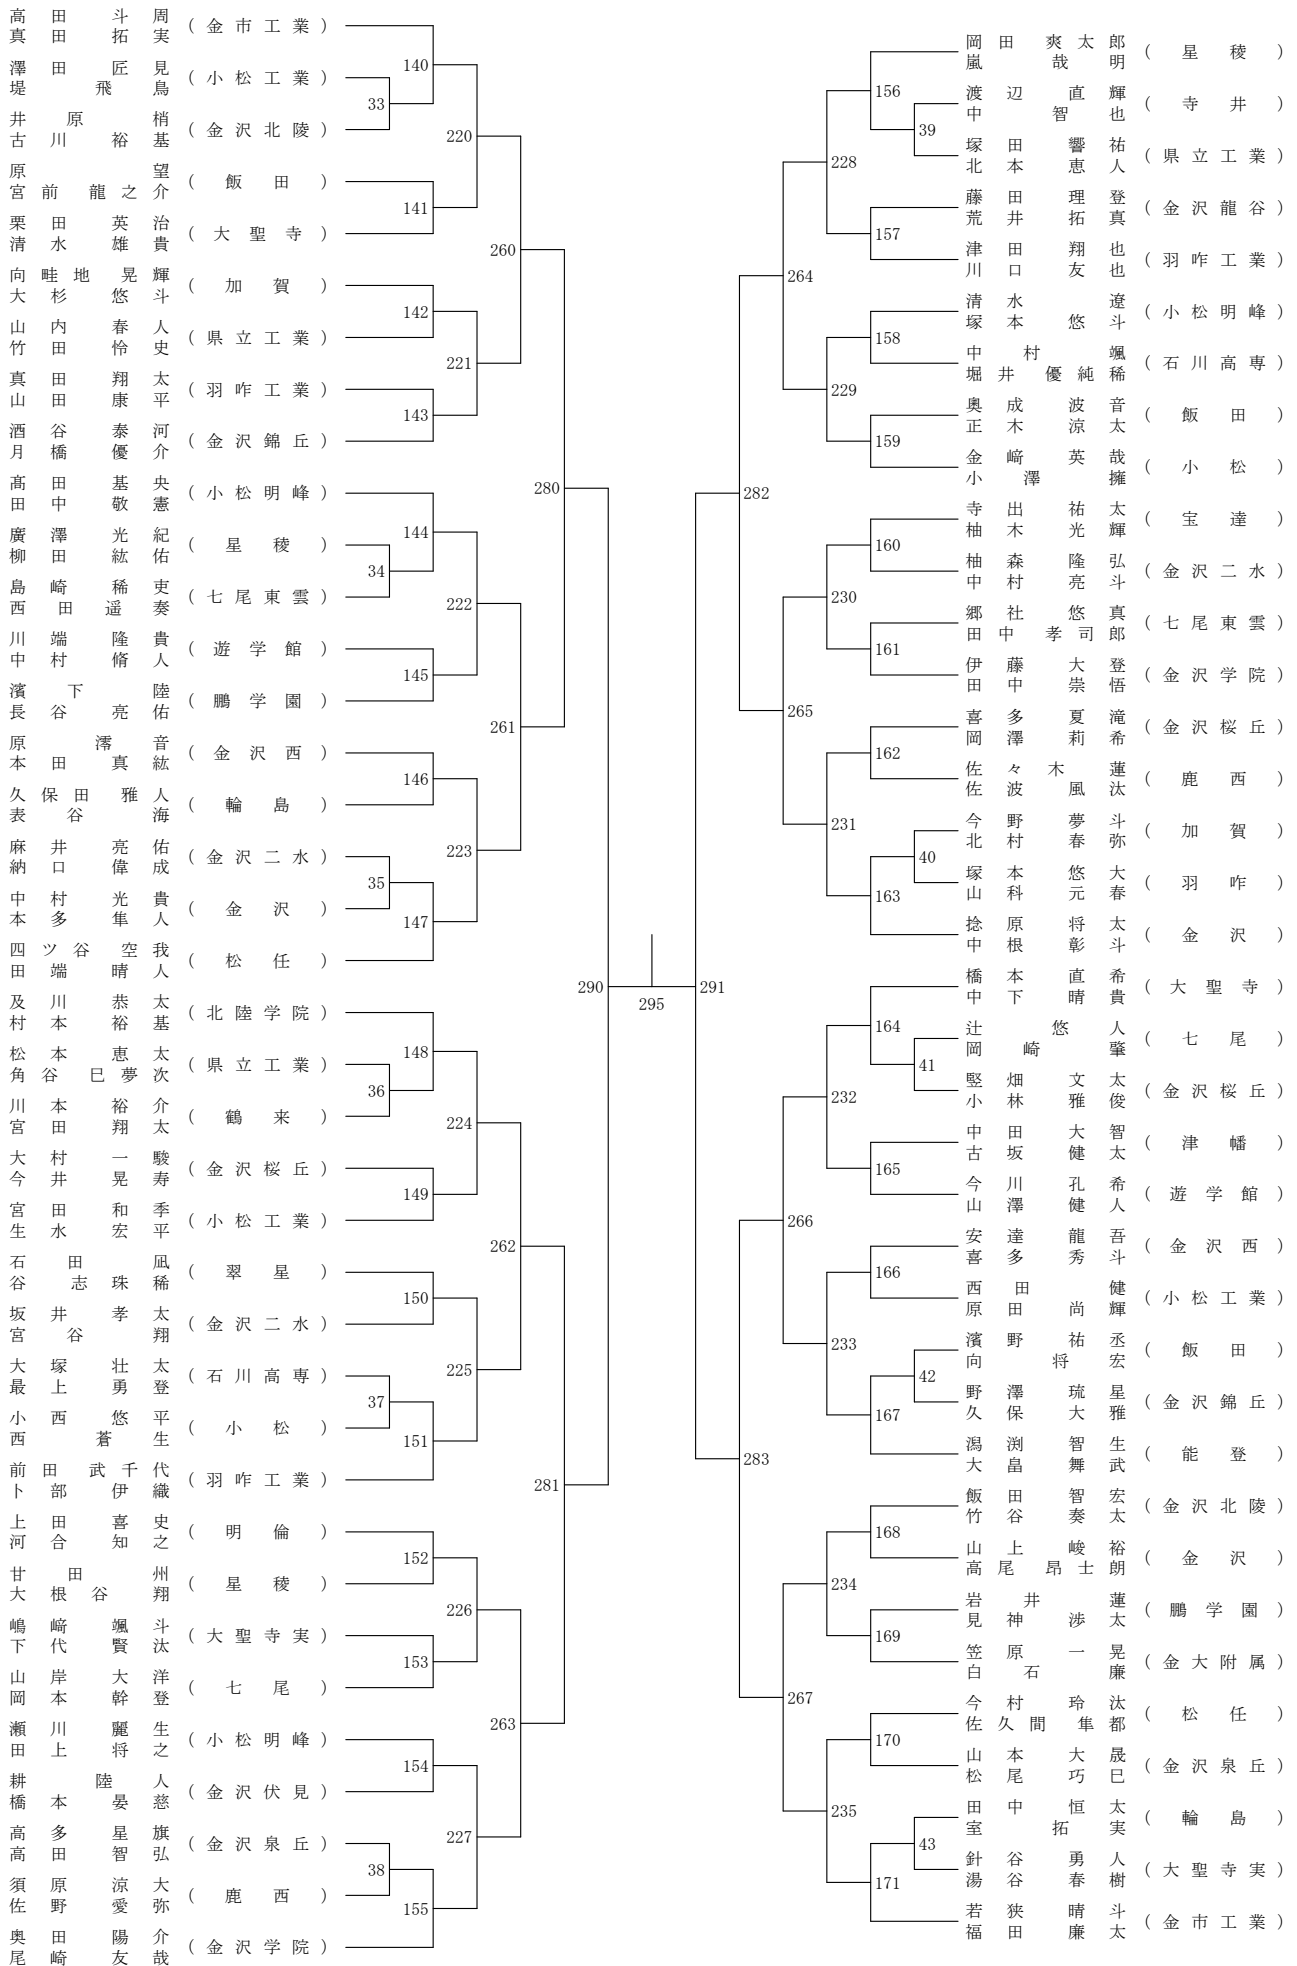 高田斗周
真田拓実 (金市工業)
140
澤田匠見
堤飛鳥 (小松工業)
33
井原梢
古川裕基 (金沢北陵)
220
原望
宮前龍之介 (飯田)
141
栗田英治
清水雄貴 (大聖寺)
260
向畦地晃輝
大杉悠斗 (加賀)
142
山内春人
竹田怜史 (県立工業)
221
真田翔太
山田康平 (羽咋工業)
143
酒谷泰河
月橋優介 (金沢錦丘)
280
髙田基央
田中敬憲 (小松明峰)
144
廣澤光紀
柳田紘佑 (星稜)
34
島崎稀吏
西田遥奏 (七尾東雲)
222
川端隆貴
中村脩人 (遊学館)
145
濱下陸
長谷亮佑 (鵬学園)
261
原澪音
本田真紘 (金沢西)
146
久保田雅人
表谷海 (輪島)
223
麻井亮佑
納口偉成 (金沢二水)
35
中村光貴
本多隼人 (金沢)
147
四ツ谷空我
田端晴人 (松任)
290
及川恭太
村本裕基 (北陸学院)
148
松本恵太
角谷巳夢次 (県立工業)
36
川本裕介
宮田翔太 (鶴来)
224
大村一駿
今井晃寿 (金沢桜丘)
149
宮田和季
生水宏平 (小松工業)
262
石田凪
谷志珠稀 (翠星)
150
坂井孝太
宮谷翔 (金沢二水)
225
大塚壮太
最上勇登 (石川高専)
37
小西悠平
西蒼生 (小松)
151
前田武千代
卜部伊織 (羽咋工業)
281
上田喜史
河合知之 (明倫)
152
甘田州
大根谷翔 (星稜)
226
嶋﨑颯斗
下代賢汰 (大聖寺実)
153
山岸大洋
岡本幹登 (七尾)
263
瀬川麗生
田上将之 (小松明峰)
154
耕陸人
橋本晏慈 (金沢伏見)
227
高多星旗
高田智弘 (金沢泉丘)
38
須原涼大
佐野愛弥 (鹿西)
155
奥田陽介
尾崎友哉 (金沢学院)
295
岡田爽太郎
嵐哉明 (星稜)
156
渡辺直輝
中智也 (寺井)
39
塚田響祐
北本恵人 (県立工業)
228
藤田理登
荒井拓真 (金沢龍谷)
157
津田翔也
川口友也 (羽咋工業)
264
清水遼
塚本悠斗 (小松明峰)
158
中村颯
堀井優純稀 (石川高専)
229
奥成波音
正木涼太 (飯田)
159
金﨑英哉
小澤擁 (小松)
282
寺出祐太
柚木光輝 (宝達)
160
柚森隆弘
中村亮斗 (金沢二水)
230
郷社悠真
田中孝司郎 (七尾東雲)
161
伊藤大登
田中崇悟 (金沢学院)
265
喜多夏滝
岡澤莉希 (金沢桜丘)
162
佐々木蓮
佐波風汰 (鹿西)
231
今野夢斗
北村春弥 (加賀)
40
塚本悠大
山科元春 (羽咋)
163
捻原将太
中根彰斗 (金沢)
291
橋本直希
中下晴貴 (大聖寺)
164
辻悠人
岡崎肇 (七尾)
41
竪畑文太
小林雅俊 (金沢桜丘)
232
中田大智
古坂健太 (津幡)
165
今川孔希
山澤健人 (遊学館)
266
安達龍吾
喜多秀斗 (金沢西)
166
西田健
原田尚輝 (小松工業)
233
濱野祐丞
向将宏 (飯田)
42
野澤琉星
久保大雅 (金沢錦丘)
167
潟渕智生
大畠舞武 (能登)
283
飯田智宏
竹谷奏太 (金沢北陵)
168
山上峻裕
高尾昂士朗 (金沢)
234
岩井蓮
見神渉太 (鵬学園)
169
笠原一晃
白石廉 (金大附属)
267
今村玲汰
佐久間隼都 (松任)
170
山本大晟
松尾巧巳 (金沢泉丘)
235
田中恒太
室拓実 (輪島)
43
針谷勇人
湯谷春樹 (大聖寺実)
171
若狭晴斗
福田廉太 (金市工業)